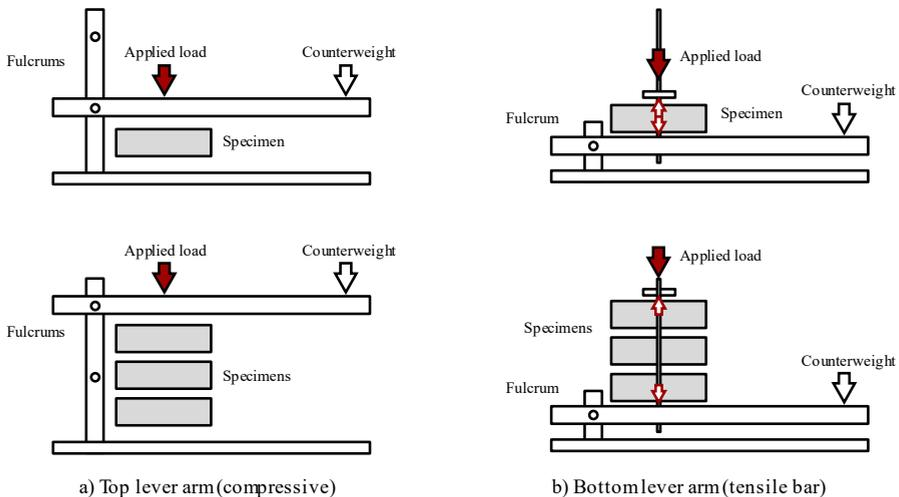 Fulcrums
Applied load
Counterweight
Specimen
Applied load
Counterweight
Fulcrum
Specimen
Applied load
Counterweight
Fulcrums
Specimens
Applied load
Specimens
Counterweight
Fulcrum
a) Top lever arm (compressive)
b) Bottom lever arm (tensile bar)